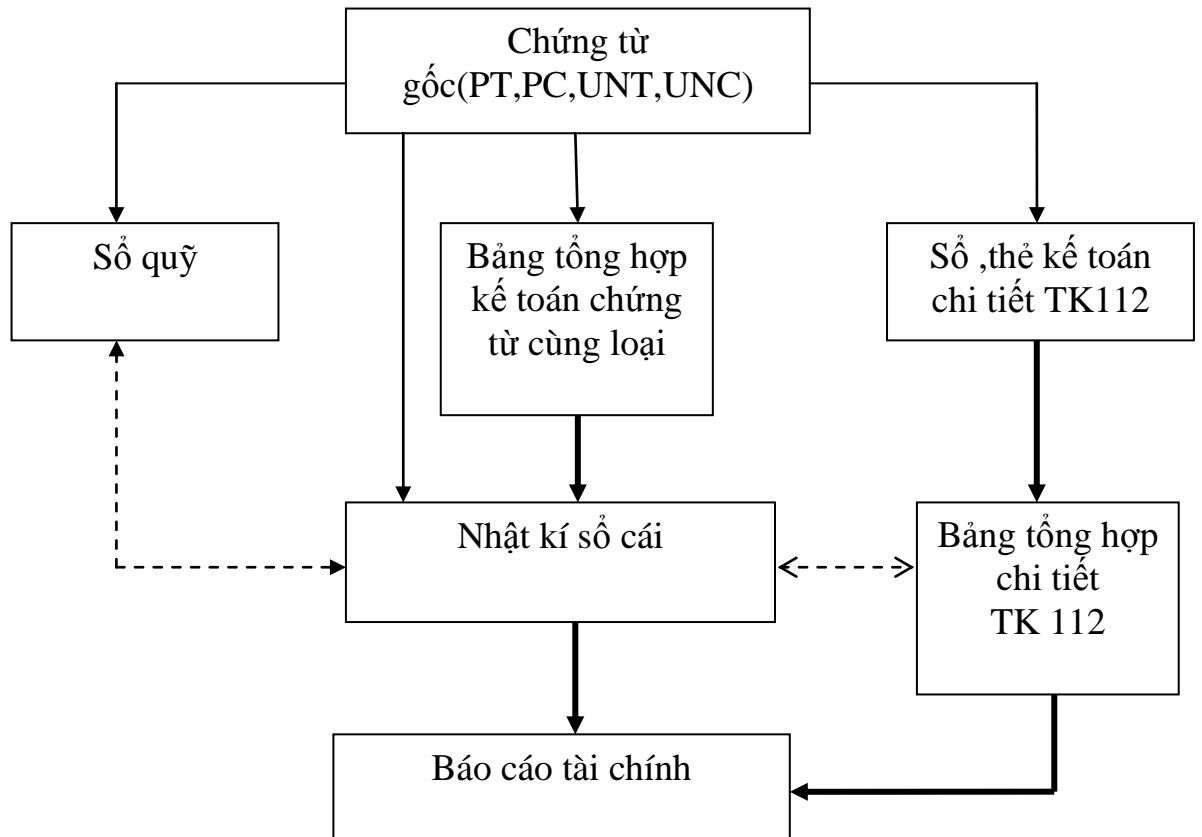 Chứng từ
gốc(PT,PC,UNT,UNC)
Sổ quỹ
Bảng tổng hợp
kế toán chứng
từ cùng loại
Sổ ,thẻ kế toán
chi tiết TK112
Nhật kí sổ cái
Bảng tổng hợp
chi tiết
TK 112
Báo cáo tài chính